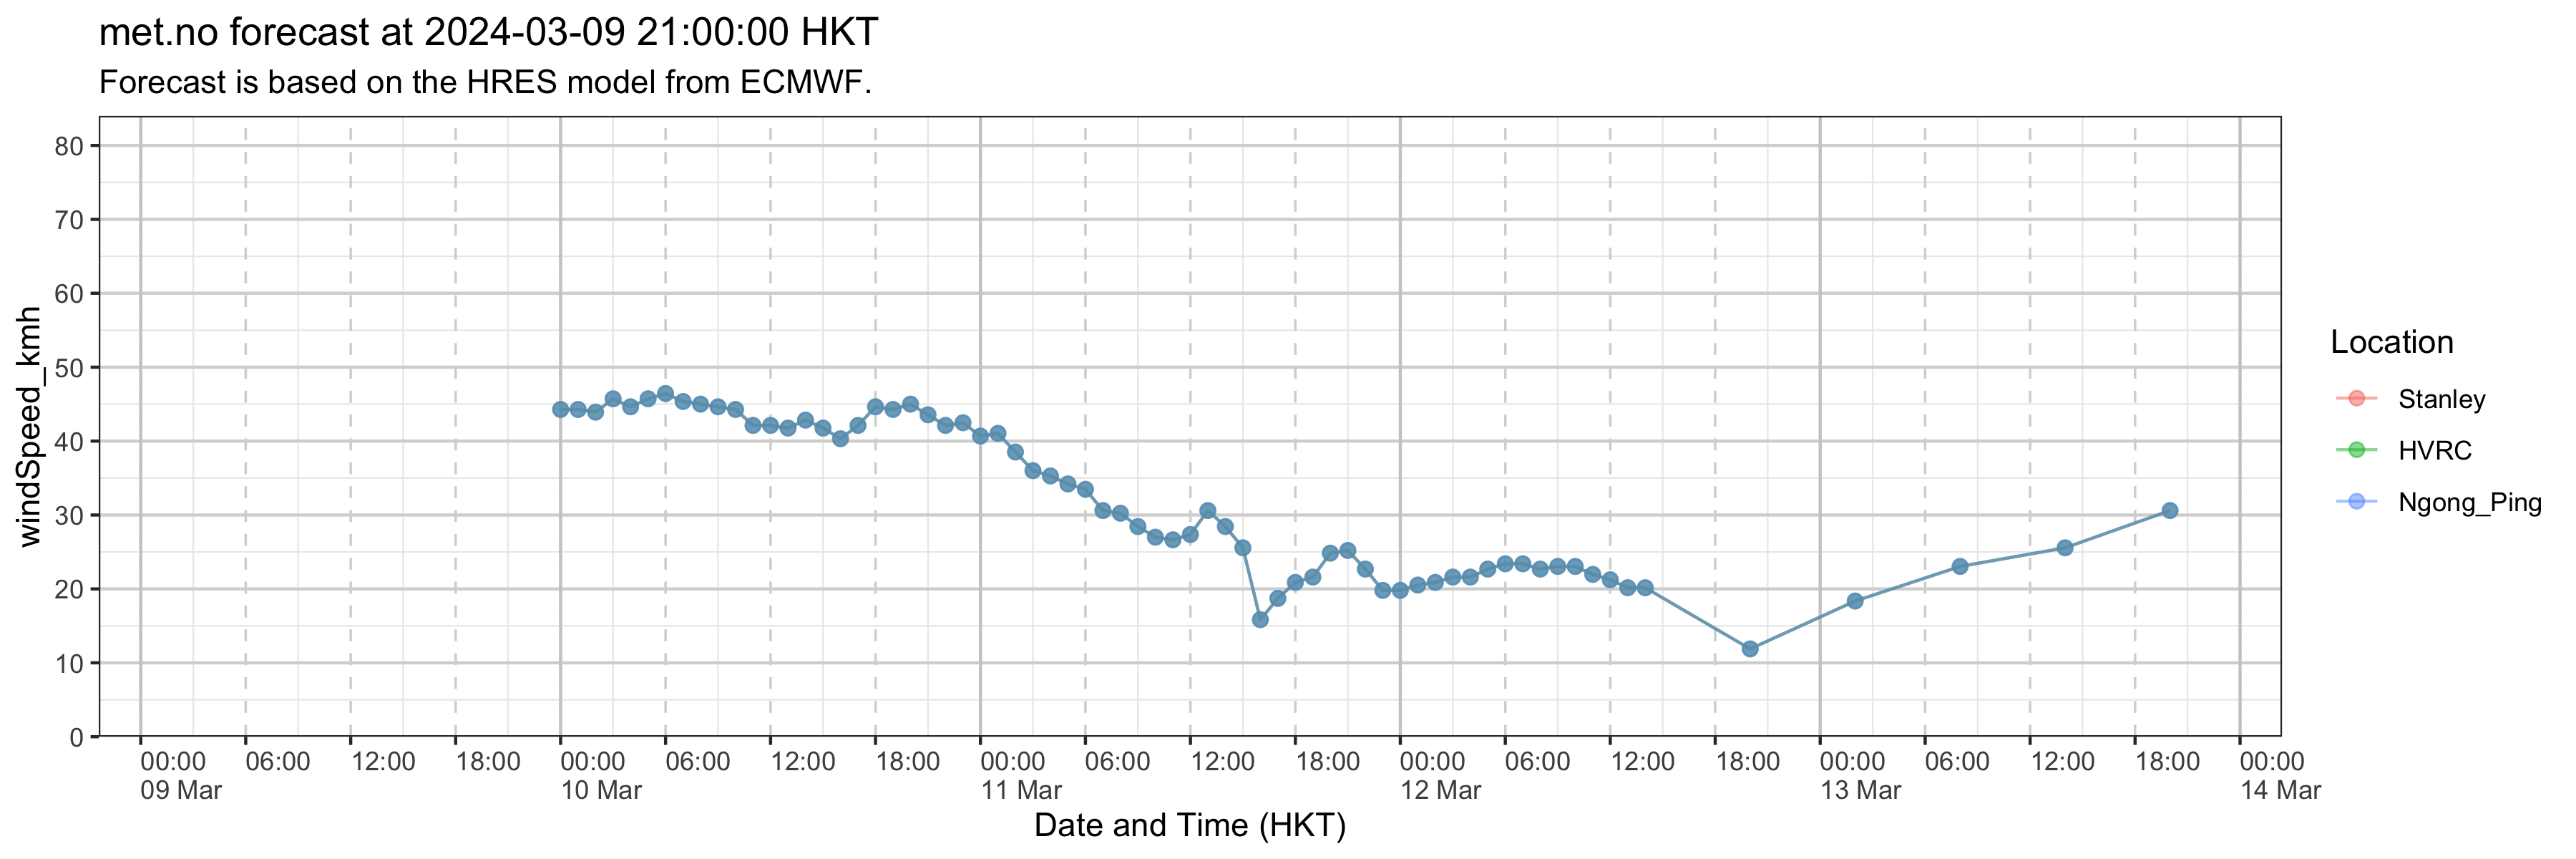 met.no forecast at 2024-03-09 21:00:00 HKT
Forecast is based on the HRES model from ECMWF.
windSpeed_kmh
80
70
60
50
40
30
20
10
0
00:00 06:00 12:00 18:00 00:00 06:00 12:00 18:00 00:00 06:00 12:00 18:00 00:00 06:00 12:00 18:00 00:00 06:00 12:00 18:00 00:00
09 Mar 10 Mar 11 Mar 12 Mar 13 Mar 14 Mar
Date and Time (HKT)
Location
Stanley
HVRC
Ngong_Ping